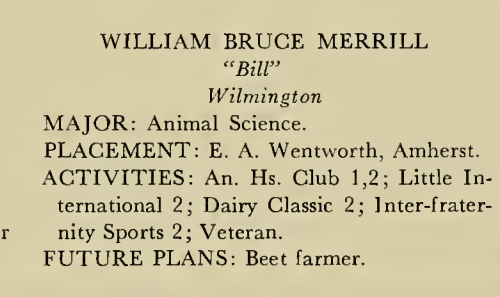 WILLIAM BRUCE MERRILL
"Bill"
Wilmington
MAJOR: Animal Science.
PLACEMENT: E. A. Wentworth, Amherst.
ACTIVITIES: An. Hs. Club 1,2; Little In-
ternational 2; Dairy Classic 2; Inter-frater-
r nity Sports 2; Veteran.
FUTURE PLANS: Beet farmer.